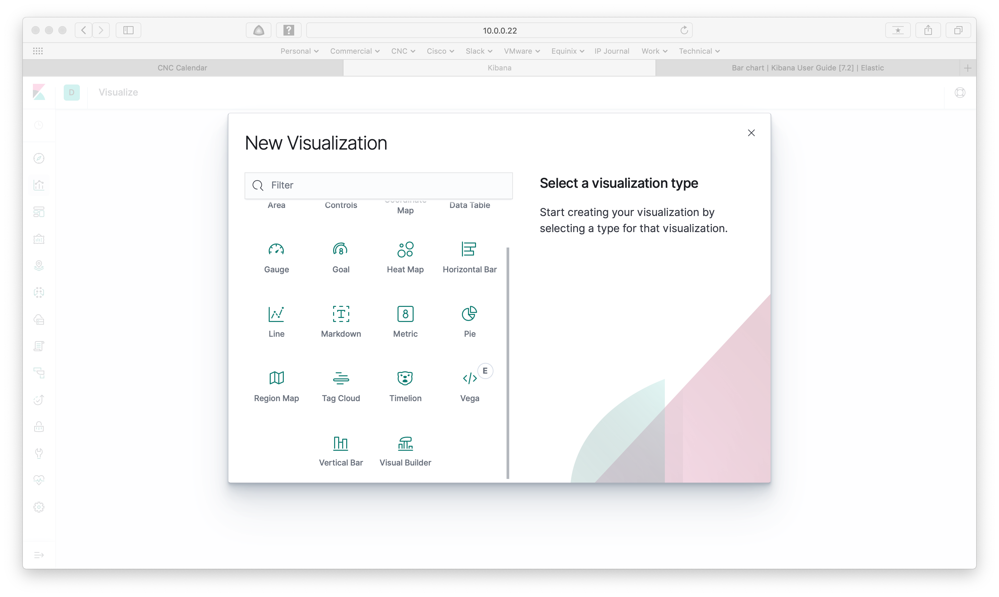 10.0.0.22
Personal Commercial CNC Cisco Slack VMware Equinix IP Journal Work Technical
CNC Calendar Kibana Bar chart | Kibana User Guide [7.2] | Elastic
D Visualize
New Visualization
Filter
Select a visualization type
Start creating your visualization by
selecting a type for that visualization.
Area Controls Coordinate Map Data Table
Gauge Goal Heat Map Horizontal Bar
8
Line Markdown Metric Pie
T 8
E
Region Map Tag Cloud Timelion Vega
Vertical Bar Visual Builder